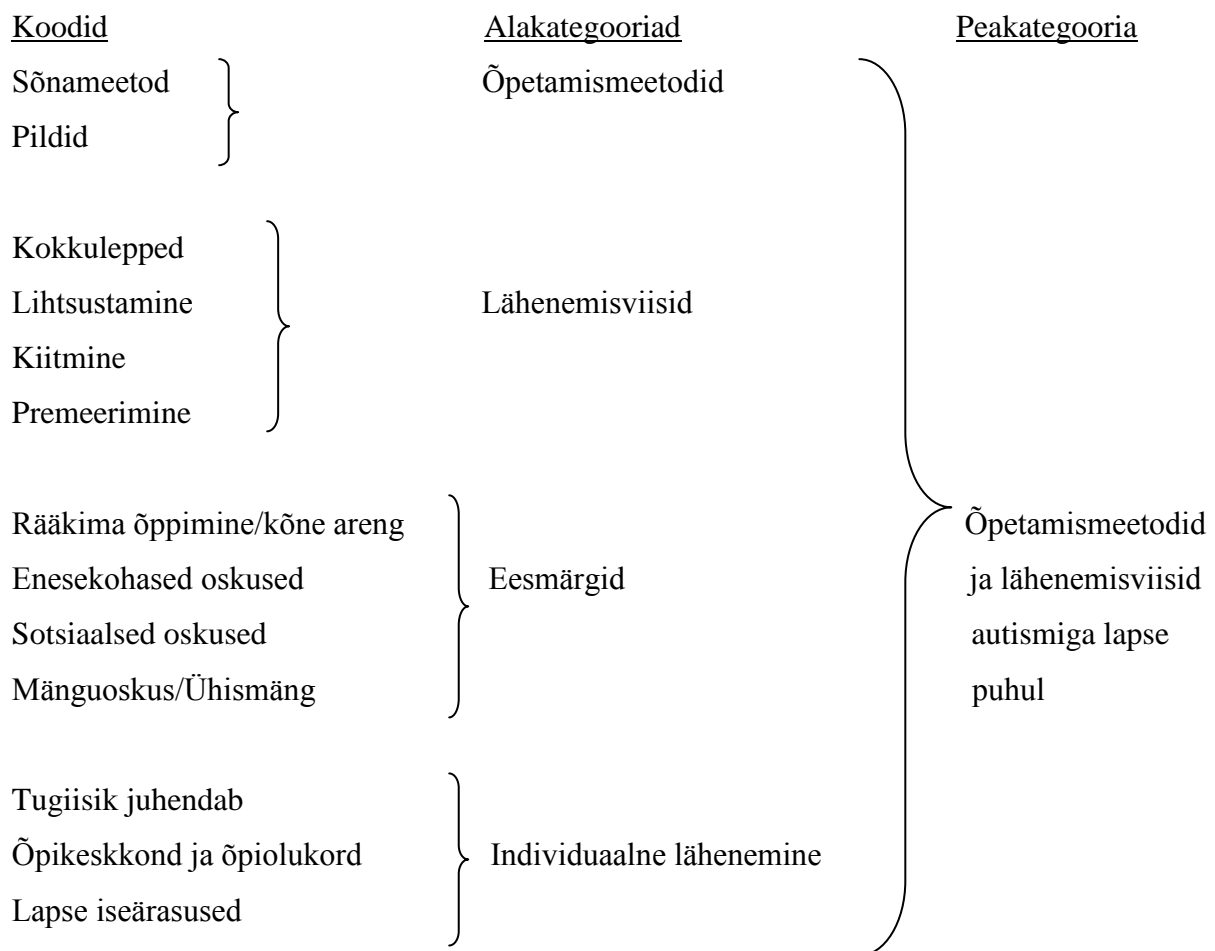 Koodid Alakategooriad Peakategooria
Sõnameetod Õpetamismeetodid
Pildid
Kokkulepped
Lihtsustamine Lähenemisviisid
Kiitmine
Premeerimine
Rääkima õppimine/kõne areng Õpetamismeetodid
Enesekohased oskused Eesmärgid ja lähenemisviisid
Sotsiaalsed oskused autismiga lapse
Mänguoskus/Ühismäng puhul
Tugiisik juhendab
Õpikeskkond ja õpiolukord Individuaalne lähenemine
Lapse iseärasused